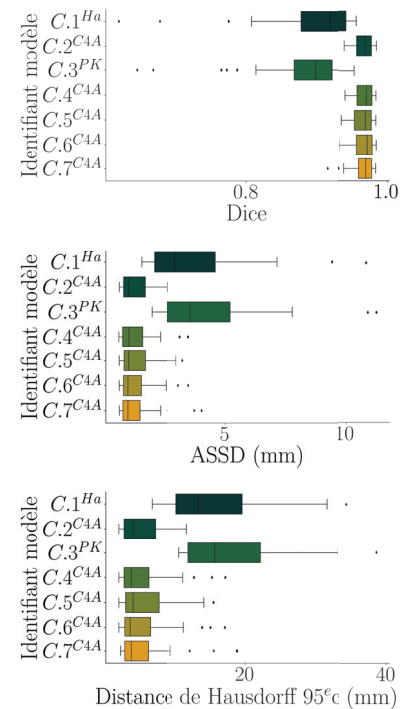 Identifiant modèle
C.1^{Ha}
C.2^{C4A}
C.3^{PK}
C.4^{C4A}
C.5^{C4A}
C.6^{C4A}
C.7^{C4A}
0.8 1.0
Dice
Identifiant modèle
C.1^{Ha}
C.2^{C4A}
C.3^{PK}
C.4^{C4A}
C.5^{C4A}
C.6^{C4A}
C.7^{C4A}
5 10
ASSD (mm)
Identifiant modèle
C.1^{Ha}
C.2^{C4A}
C.3^{PK}
C.4^{C4A}
C.5^{C4A}
C.6^{C4A}
C.7^{C4A}
20 40
Distance de Hausdorff 95^{e}c (mm)